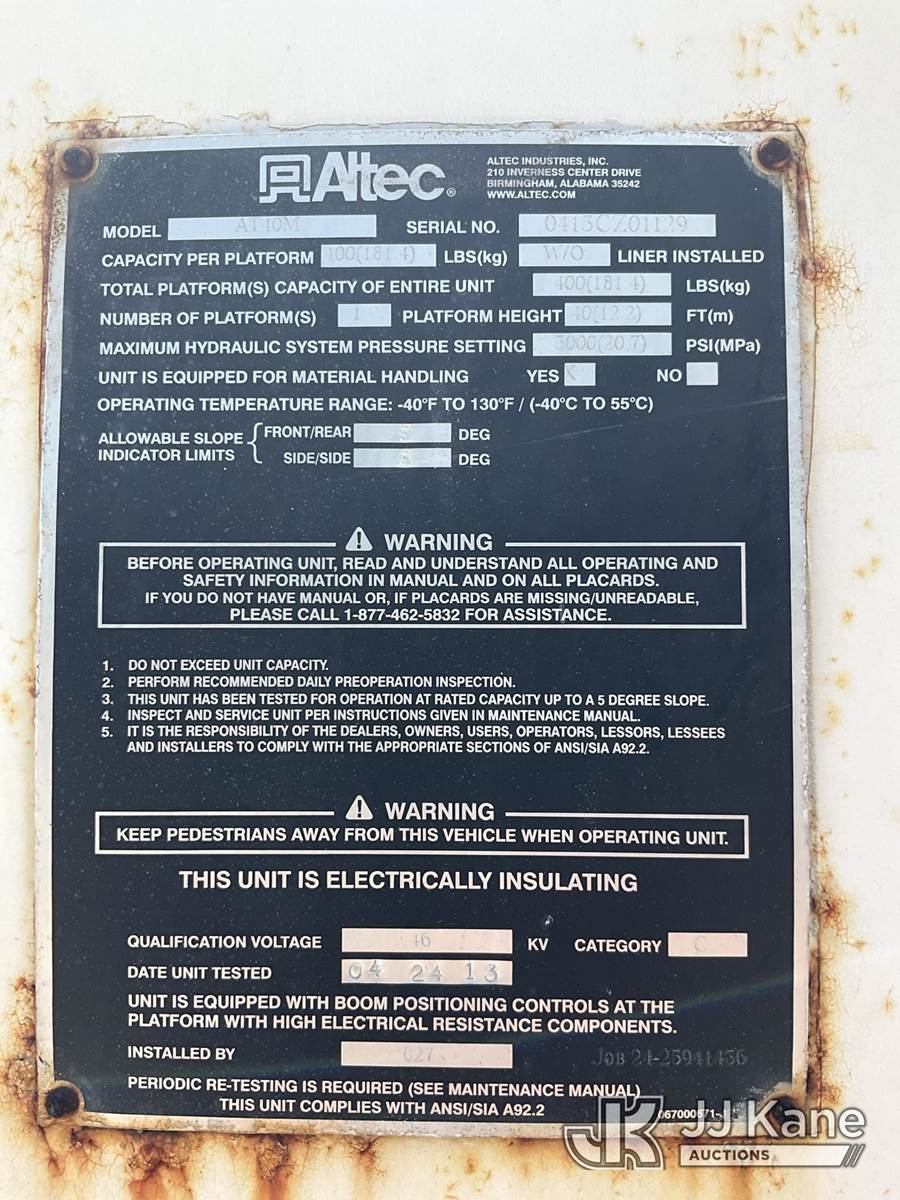 Altec®
ALTEC INDUSTRIES, INC.
210 INVERNESS CENTER DRIVE
BIRMINGHAM, ALABAMA 35242
WWW.ALTEC.COM
MODEL AT40M SERIAL NO. 0413CZ01129
CAPACITY PER PLATFORM 400(181.4) LBS(kg) W/O LINER INSTALLED
TOTAL PLATFORM(S) CAPACITY OF ENTIRE UNIT 400(181.4) LBS(kg)
NUMBER OF PLATFORM(S) 1 PLATFORM HEIGHT 40(12.2) FT(m)
MAXIMUM HYDRAULIC SYSTEM PRESSURE SETTING 3000(20.7) PSI(MPa)
UNIT IS EQUIPPED FOR MATERIAL HANDLING YES X NO
OPERATING TEMPERATURE RANGE: -40°F TO 130°F / (-40°C TO 55°C)
ALLOWABLE SLOPE INDICATOR LIMITS
FRONT/REAR 5 DEG
SIDE/SIDE 5 DEG
WARNING
BEFORE OPERATING UNIT, READ AND UNDERSTAND ALL OPERATING AND
SAFETY INFORMATION IN MANUAL AND ON ALL PLACARDS.
IF YOU DO NOT HAVE MANUAL OR, IF PLACARDS ARE MISSING/UNREADABLE,
PLEASE CALL 1-877-462-5832 FOR ASSISTANCE.
1. DO NOT EXCEED UNIT CAPACITY.
2. PERFORM RECOMMENDED DAILY PREOPERATION INSPECTION.
3. THIS UNIT HAS BEEN TESTED FOR OPERATION AT RATED CAPACITY UP TO A 5 DEGREE SLOPE.
4. INSPECT AND SERVICE UNIT PER INSTRUCTIONS GIVEN IN MAINTENANCE MANUAL.
5. IT IS THE RESPONSIBILITY OF THE DEALERS, OWNERS, USERS, OPERATORS, LESSORS, LESSEES
AND INSTALLERS TO COMPLY WITH THE APPROPRIATE SECTIONS OF ANSI/SIA A92.2.
WARNING
KEEP PEDESTRIANS AWAY FROM THIS VEHICLE WHEN OPERATING UNIT.
THIS UNIT IS ELECTRICALLY INSULATING
QUALIFICATION VOLTAGE 46 KV CATEGORY C
DATE UNIT TESTED 04 24 13
UNIT IS EQUIPPED WITH BOOM POSITIONING CONTROLS AT THE
PLATFORM WITH HIGH ELECTRICAL RESISTANCE COMPONENTS.
INSTALLED BY 027 JOB
PERIODIC RE-TESTING IS REQUIRED (SEE MAINTENANCE MANUAL)
THIS UNIT COMPLIES WITH ANSI/SIA A92.2
JK JJ Kane
AUCTIONS